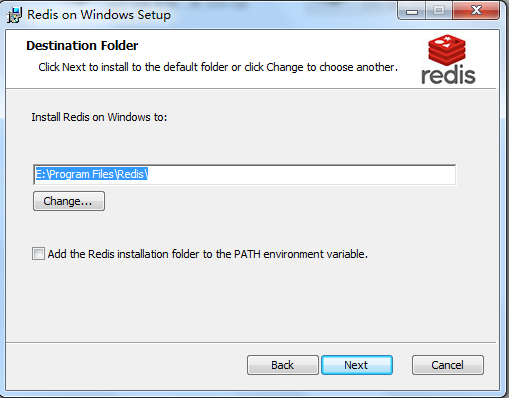 Redis on Windows Setup
Destination Folder
Click Next to install to the default folder or click Change to choose another.
redis
Install Redis on Windows to:
E:\Program Files\Redis\
Change...
Add the Redis installation folder to the PATH environment variable.
Back
Next
Cancel